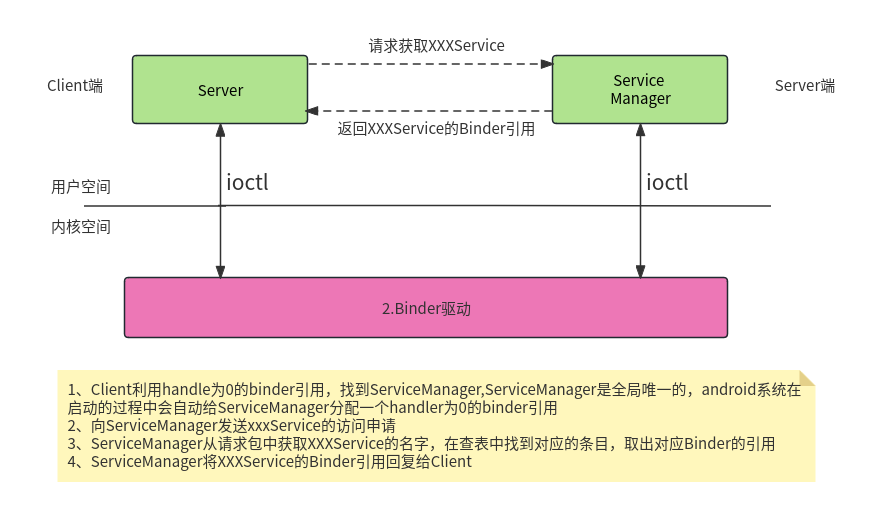 请求获取XXXService
Client端
Server
Service
Manager
Server端
返回XXXService的Binder引用
ioctl
ioctl
用户空间
内核空间
2.Binder驱动
1、Client利用handle为0的binder引用，找到ServiceManager,ServiceManager是全局唯一的，android系统在
启动的过程中会自动给ServiceManager分配一个handler为0的binder引用
2、向ServiceManager发送xxxService的访问申请
3、ServiceManager从请求包中获取XXXService的名字，在查表中找到对应的条目，取出对应Binder的引用
4、ServiceManager将XXXService的Binder引用回复给Client